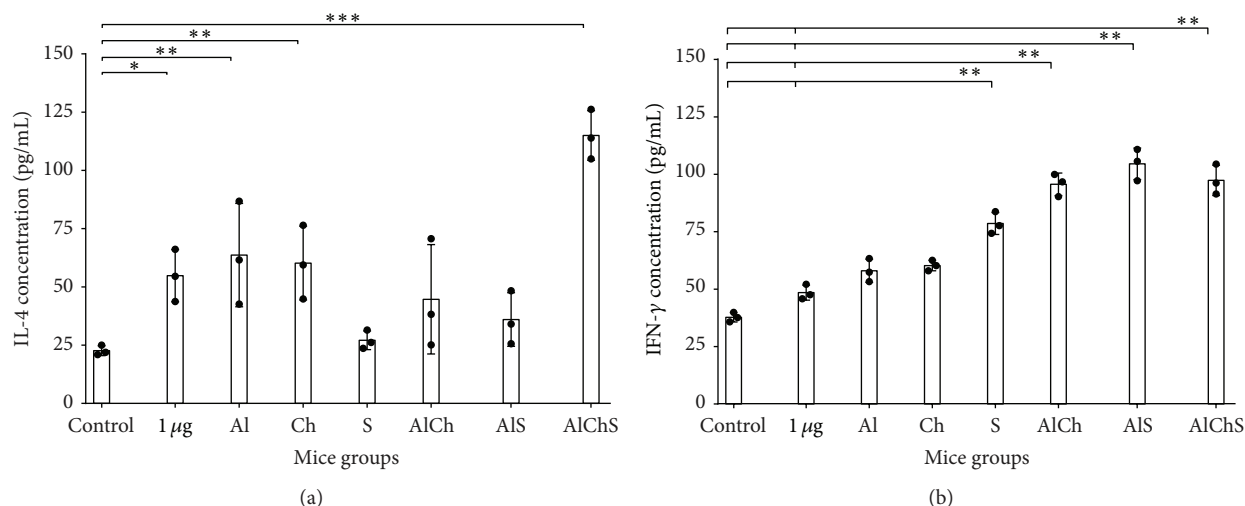 ***
**
**
*
150
125
100
75
50
25
0
IL-4 concentration (pg/mL)
Control 1 μg Al Ch S AlCh AlS AlChS
Mice groups
(a)
**
**
**
**
150
125
100
75
50
25
0
IFN-γ concentration (pg/mL)
Control 1 μg Al Ch S AlCh AlS AlChS
Mice groups
(b)